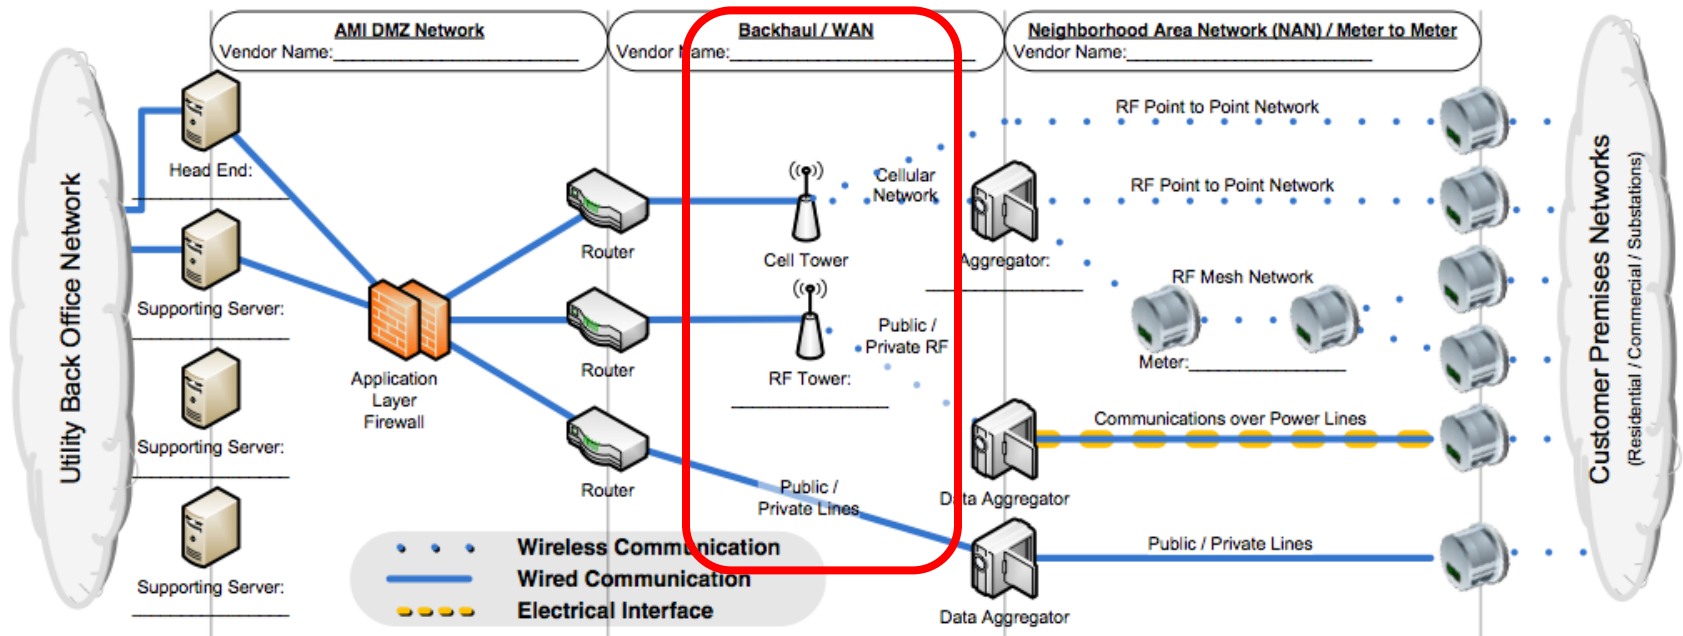 AMI DMZ Network
Vendor Name:
Backhaul / WAN
Vendor Name:
Neighborhood Area Network (NAN) / Meter to Meter
Vendor Name:
Utility Back Office Network
Head End:
Supporting Server:
Supporting Server:
Supporting Server:
Application
Layer
Firewall
Router
Router
Router
Cell Tower
RF Tower:
Cellular
Network
Public /
Private RF
Public /
Private Lines
Aggregator:
Data Aggregator
Data Aggregator
RF Point to Point Network
RF Point to Point Network
RF Mesh Network
Meter:
Communications over Power Lines
Public / Private Lines
Customer Premises Networks
(Residential / Commercial / Substations)
Wireless Communication
Wired Communication
Electrical Interface